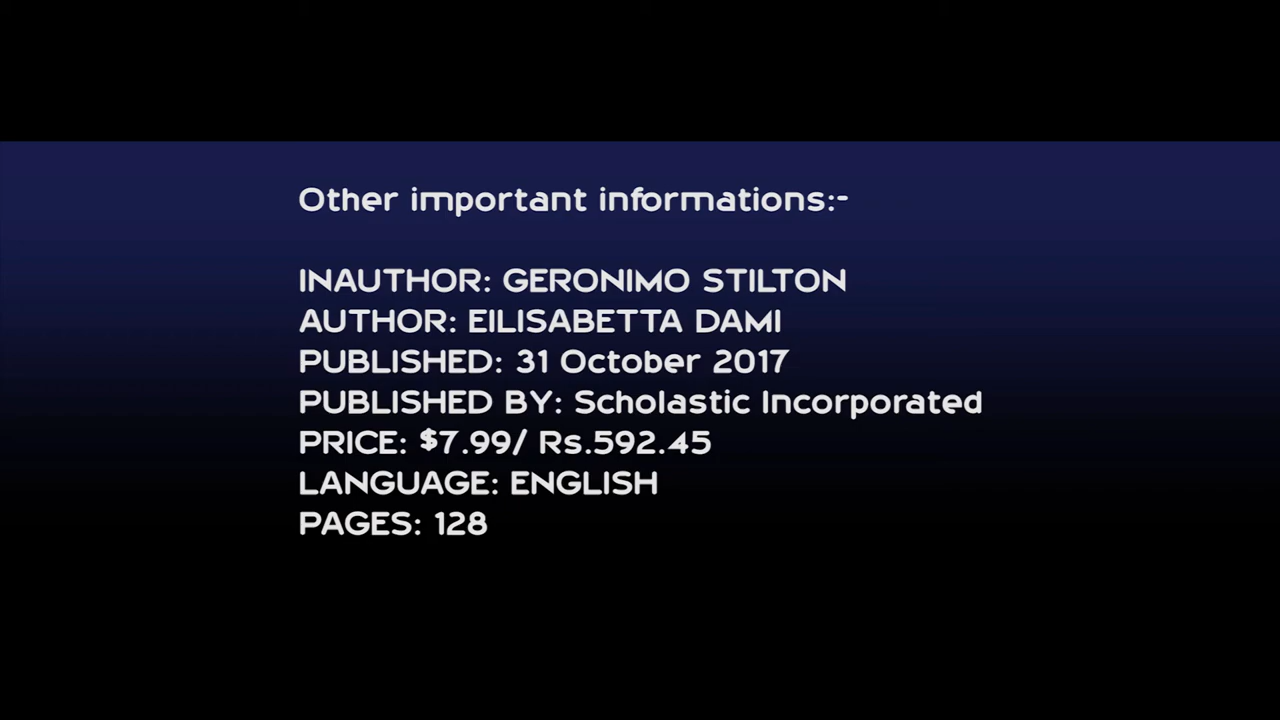 Other important informations:-
INAUTHOR: GERONIMO STILTON
AUTHOR: EILISABETTA DAMI
PUBLISHED: 31 October 2017
PUBLISHED BY: Scholastic Incorporated
PRICE: $7.99/ Rs.592.45
LANGUAGE: ENGLISH
PAGES: 128